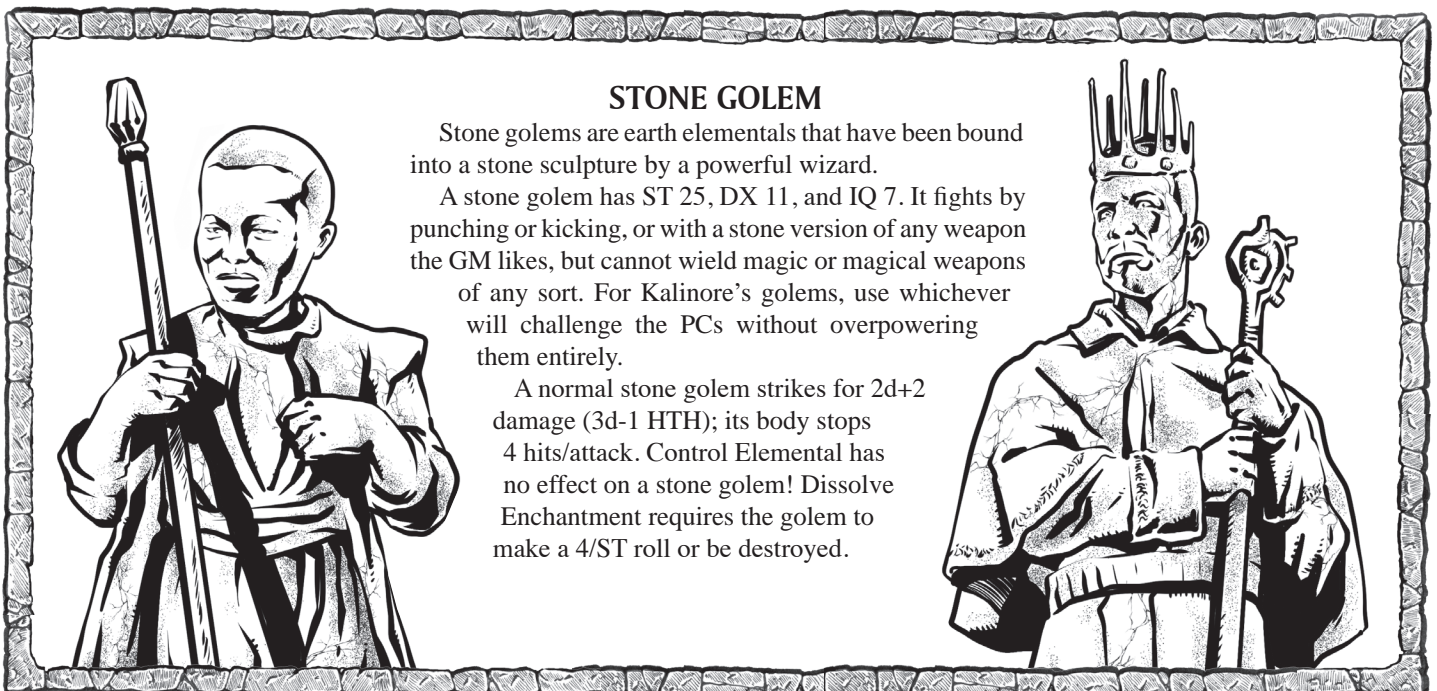 STONE GOLEM
Stone golems are earth elementals that have been bound
into a stone sculpture by a powerful wizard.
A stone golem has ST 25, DX 11, and IQ 7. It fights by
punching or kicking, or with a stone version of any weapon
the GM likes, but cannot wield magic or magical weapons
of any sort. For Kalinore’s golems, use whichever
will challenge the PCs without overpowering
them entirely.
A normal stone golem strikes for 2d+2
damage (3d-1 HTH); its body stops
4 hits/attack. Control Elemental has
no effect on a stone golem! Dissolve
Enchantment requires the golem to
make a 4/ST roll or be destroyed.